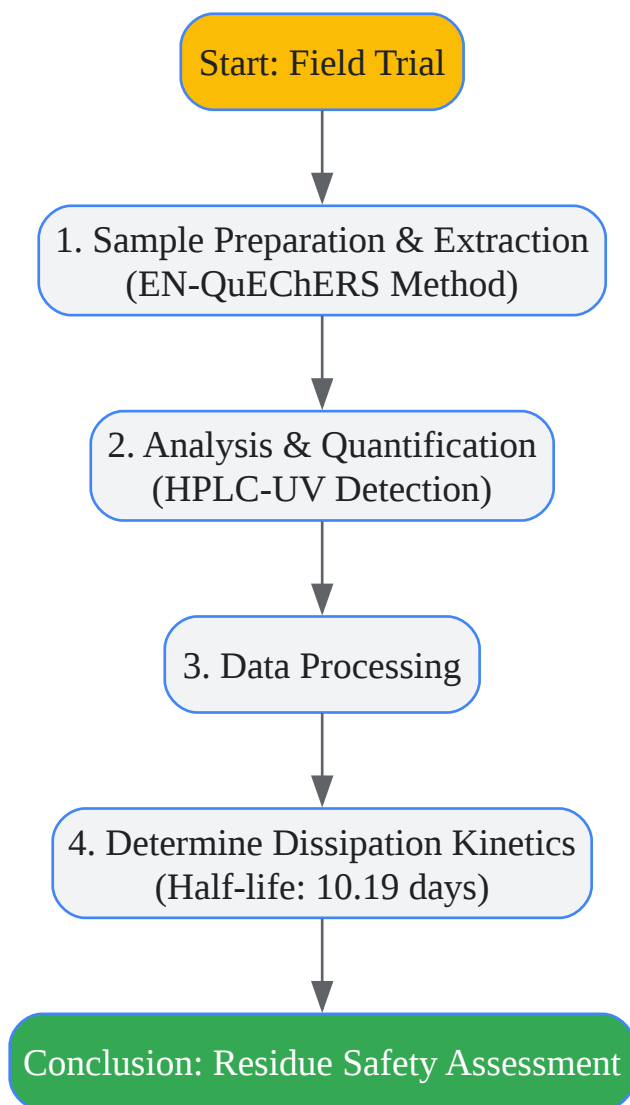 Start: Field Trial
1. Sample Preparation & Extraction
(EN-QuEChERS Method)
2. Analysis & Quantification
(HPLC-UV Detection)
3. Data Processing
4. Determine Dissipation Kinetics
(Half-life: 10.19 days)
Conclusion: Residue Safety Assessment